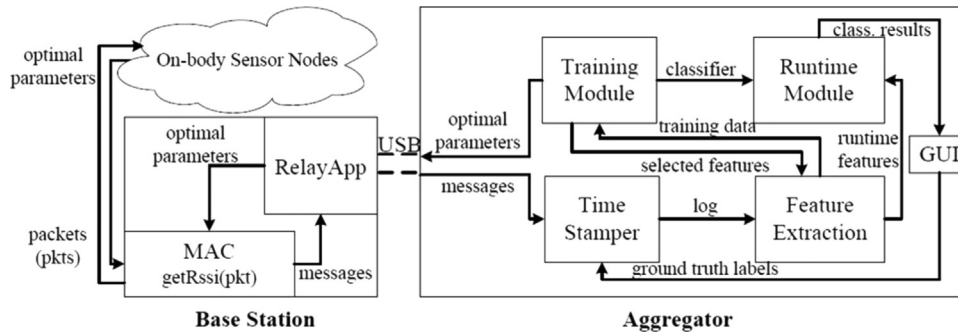 optimal
parameters
On-body Sensor Nodes
class. results
Training
Module
classifier
Runtime
Module
optimal
parameters
RelayApp
USB
optimal
parameters
training data
runtime
features
GUI
selected features
messages
Time
Stamper
log
Feature
Extraction
packets
(pkts)
MAC
getRssi(pkt)
messages
ground truth labels
Base Station
Aggregator